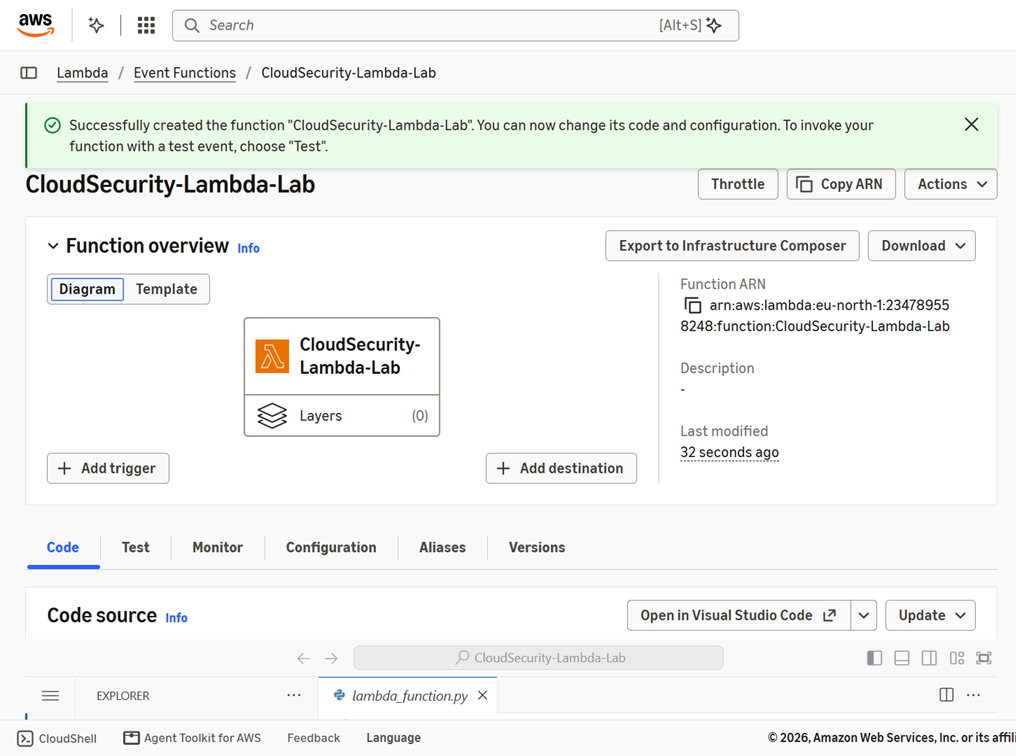 aws
Search [Alt+S]
Lambda / Event Functions / CloudSecurity-Lambda-Lab
Successfully created the function "CloudSecurity-Lambda-Lab". You can now change its code and configuration. To invoke your
function with a test event, choose "Test".
CloudSecurity-Lambda-Lab
Throttle
Copy ARN
Actions
Function overview Info
Export to Infrastructure Composer
Download
Diagram
Template
CloudSecurity-
Lambda-Lab
Layers (0)
Add trigger
Add destination
Function ARN
arn:aws:lambda:eu-north-1:23478955
8248:function:CloudSecurity-Lambda-Lab
Description
-
Last modified
32 seconds ago
Code
Test
Monitor
Configuration
Aliases
Versions
Code source Info
Open in Visual Studio Code
Update
CloudSecurity-Lambda-Lab
EXPLORER
lambda_function.py
CloudShell
Agent Toolkit for AWS
Feedback
Language
© 2026, Amazon Web Services, Inc. or its affili